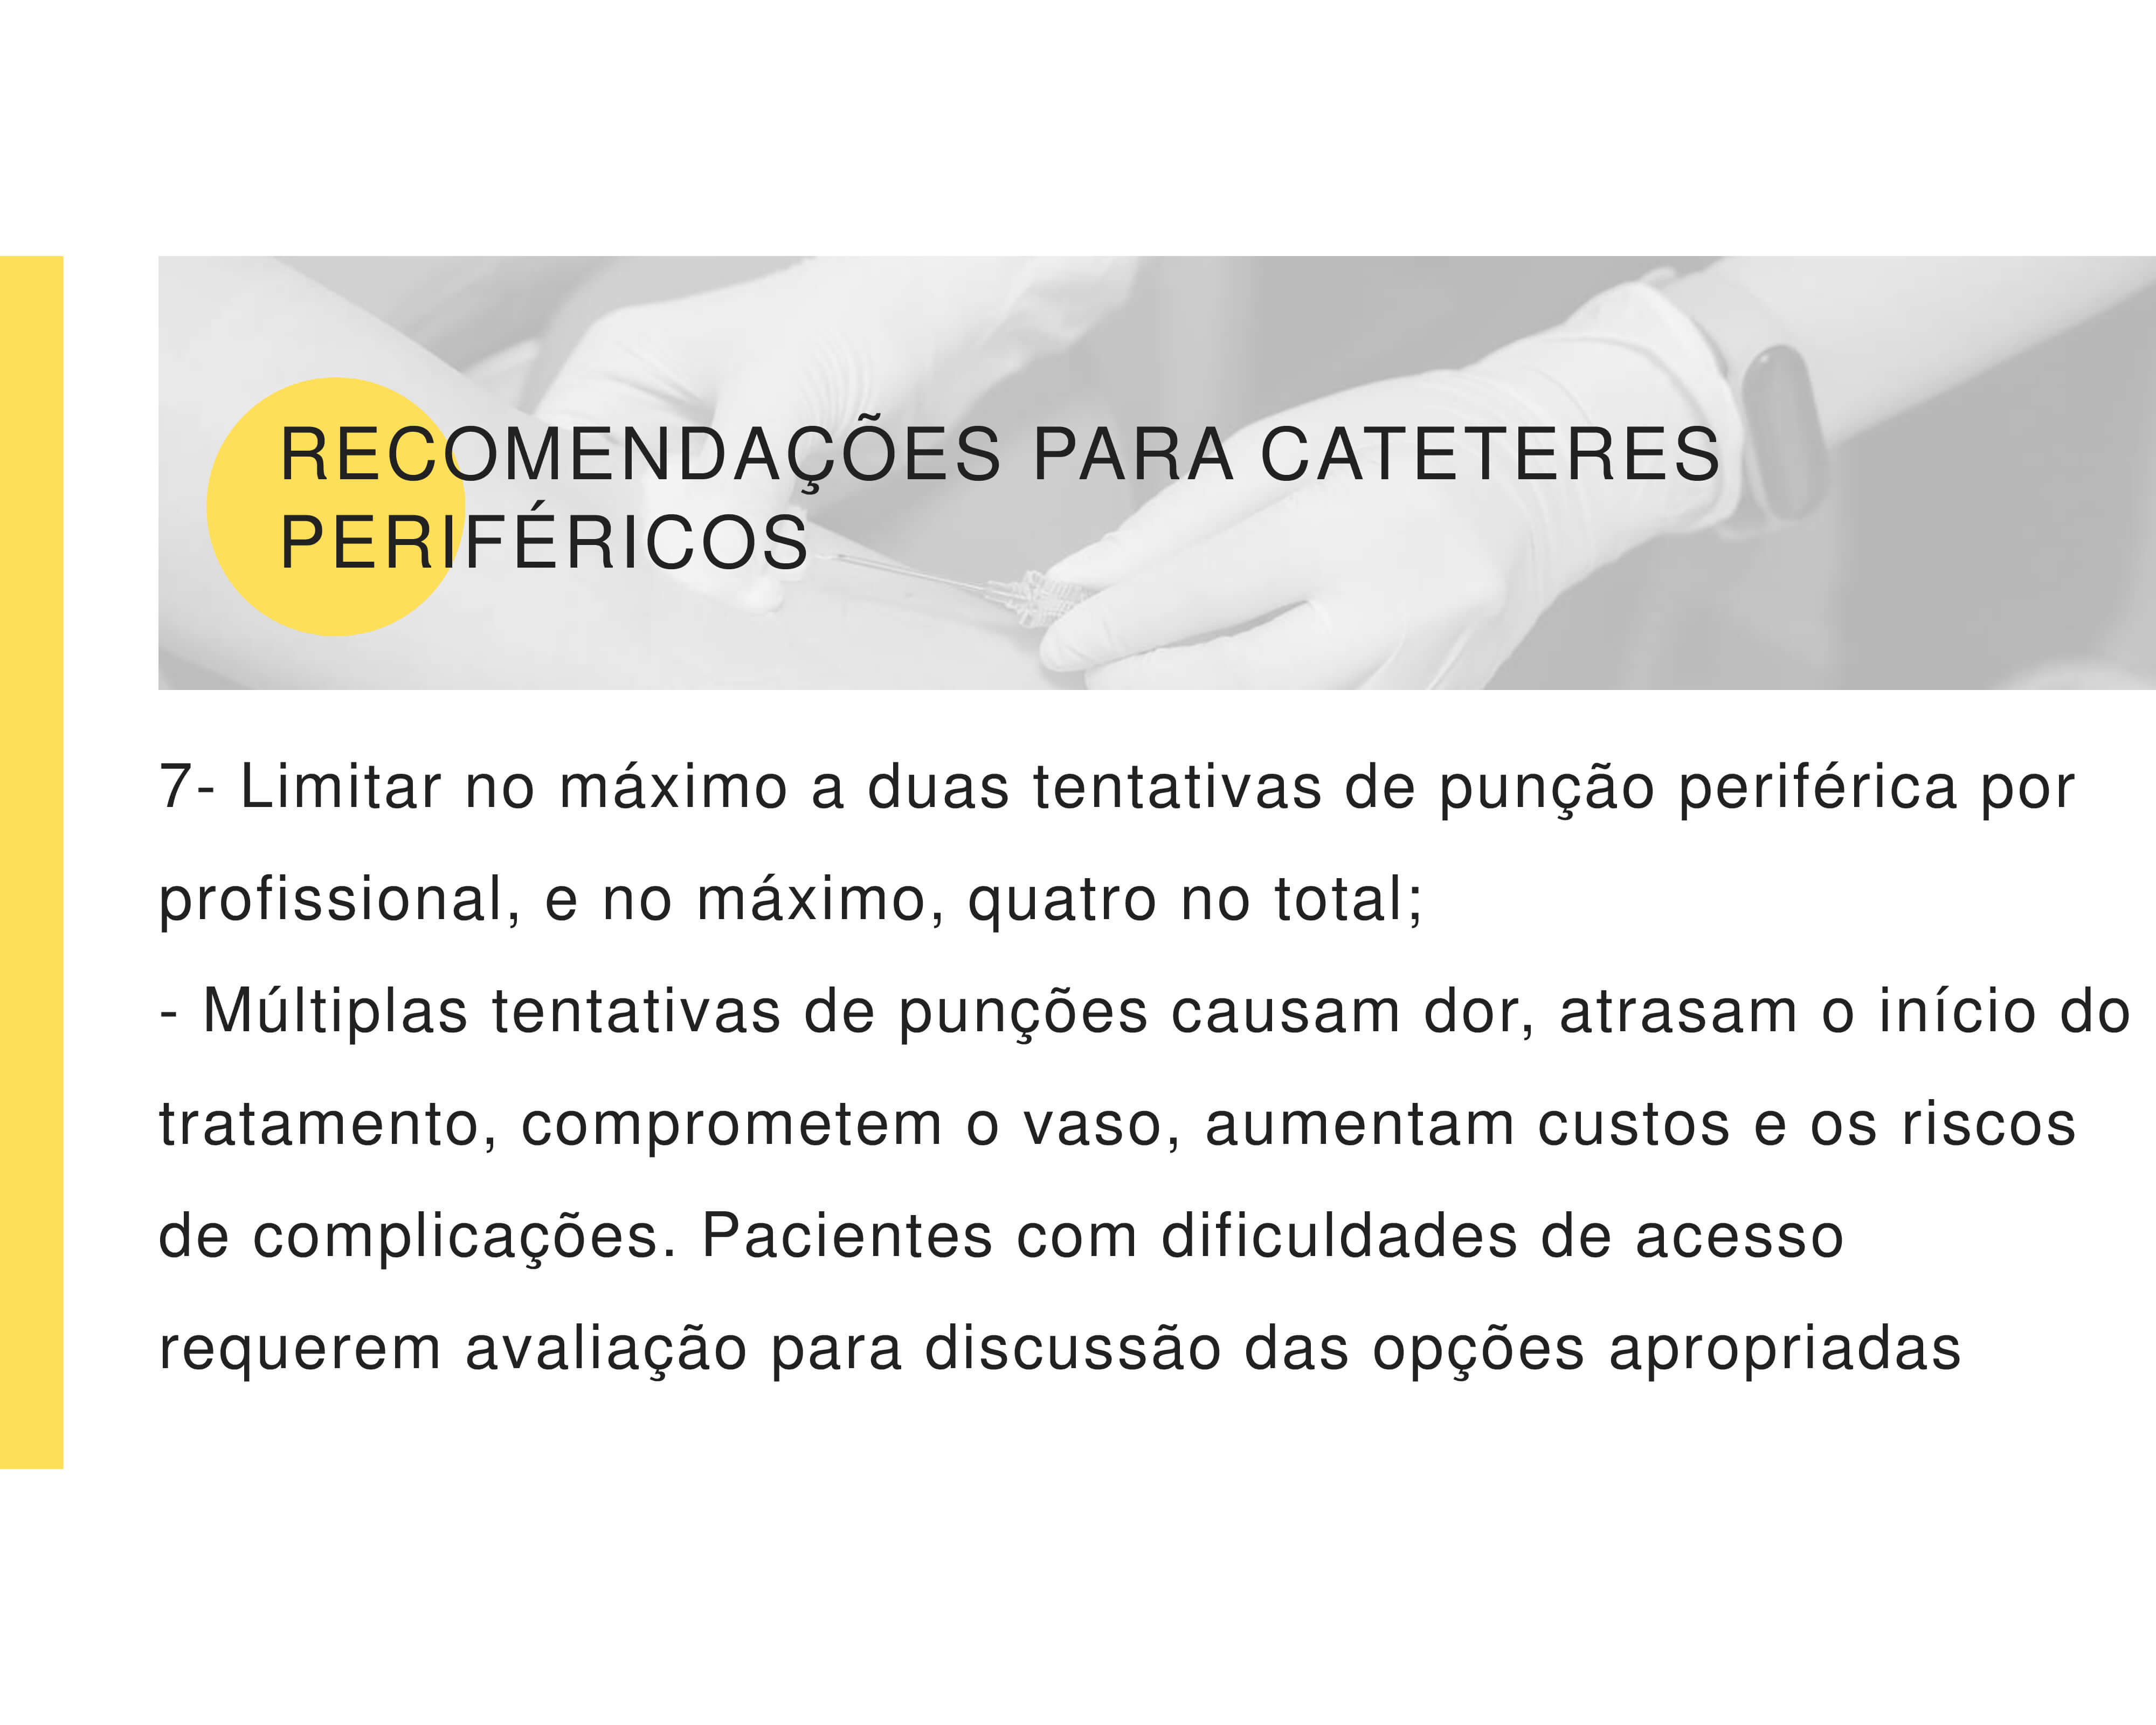 RECOMENDAÇÕES PARA CATETERES
PERIFÉRICOS
7- Limitar no máximo a duas tentativas de punção periférica por
profissional, e no máximo, quatro no total;
- Múltiplas tentativas de punções causam dor, atrasam o início do
tratamento, comprometem o vaso, aumentam custos e os riscos
de complicações. Pacientes com dificuldades de acesso
requerem avaliação para discussão das opções apropriadas